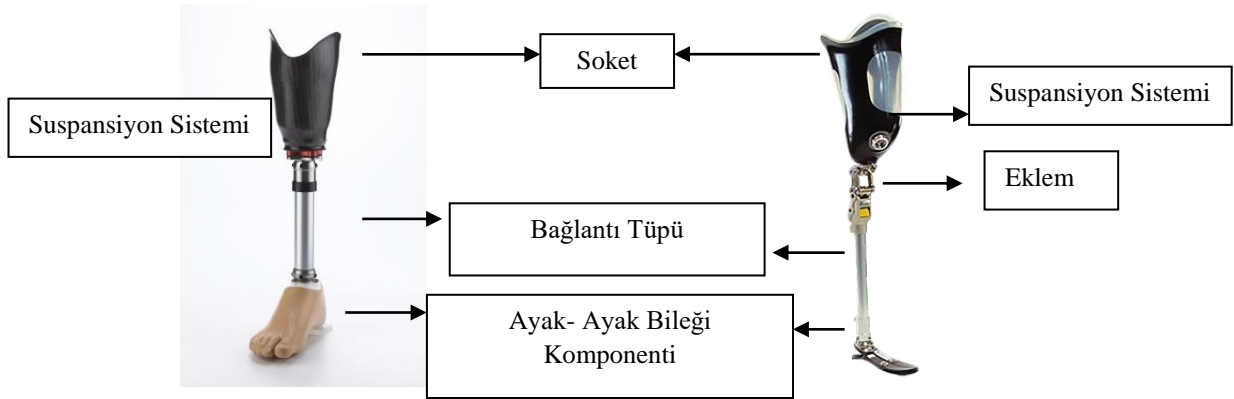 Soket
Suspansiyon Sistemi
Suspansiyon Sistemi
Eklem
Bağlantı Tüpü
Ayak- Ayak Bileği
Komponenti